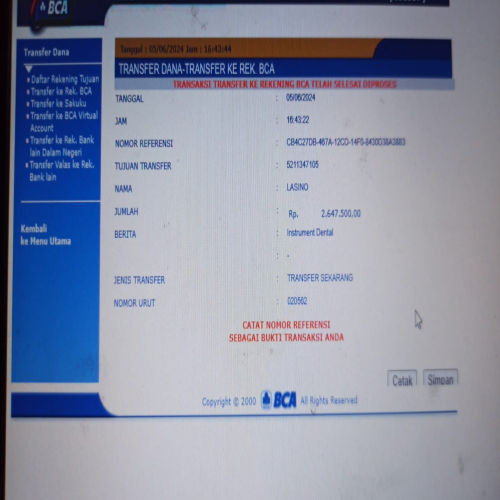 BCA
Tanggal : 05/06/2024 Jam : 16:43:44
TRANSFER DANA-TRANSFER KE REK. BCA
TRANSAKSI TRANSFER KE REKENING BCA TELAH SELESAI DIPROSES
Transfer Dana
Daftar Rekening Tujuan
Transfer ke Rek. BCA
Transfer ke Sakuku
Transfer ke BCA Virtual
Account
Transfer ke Rek. Bank
lain Dalam Negeri
Transfer Valas ke Rek.
Bank lain
Kembali
ke Menu Utama
TANGGAL : 05/06/2024
JAM : 16:43:22
NOMOR REFERENSI :
TUJUAN TRANSFER : 5211347105
NAMA : LASINO
JUMLAH : Rp. 2,647,500.00
BERITA : Instrument Dental
: -
JENIS TRANSFER : TRANSFER SEKARANG
NOMOR URUT : 020562
CATAT NOMOR REFERENSI
SEBAGAI BUKTI TRANSAKSI ANDA
Cetak Simpan
Copyright © 2000 BCA All Rights Reserved